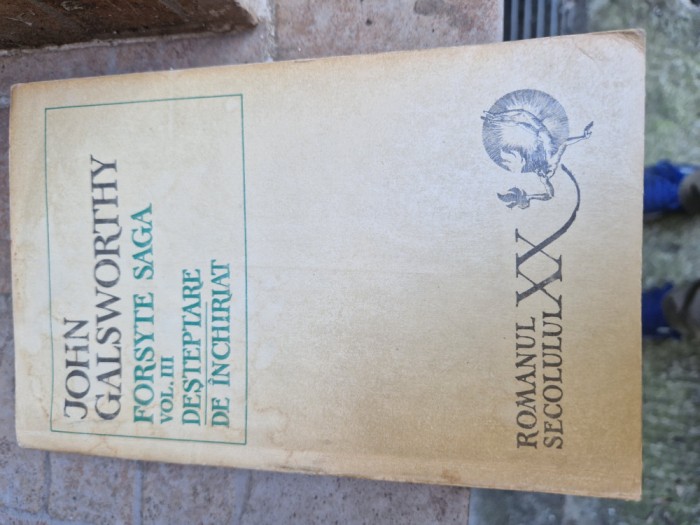 JOHN
GALSWORTHY
FORSYTE SAGA
VOL. III
DEȘTEPTARE
DE ÎNCHIRIAT
ROMANUL
SECOLULUI XX